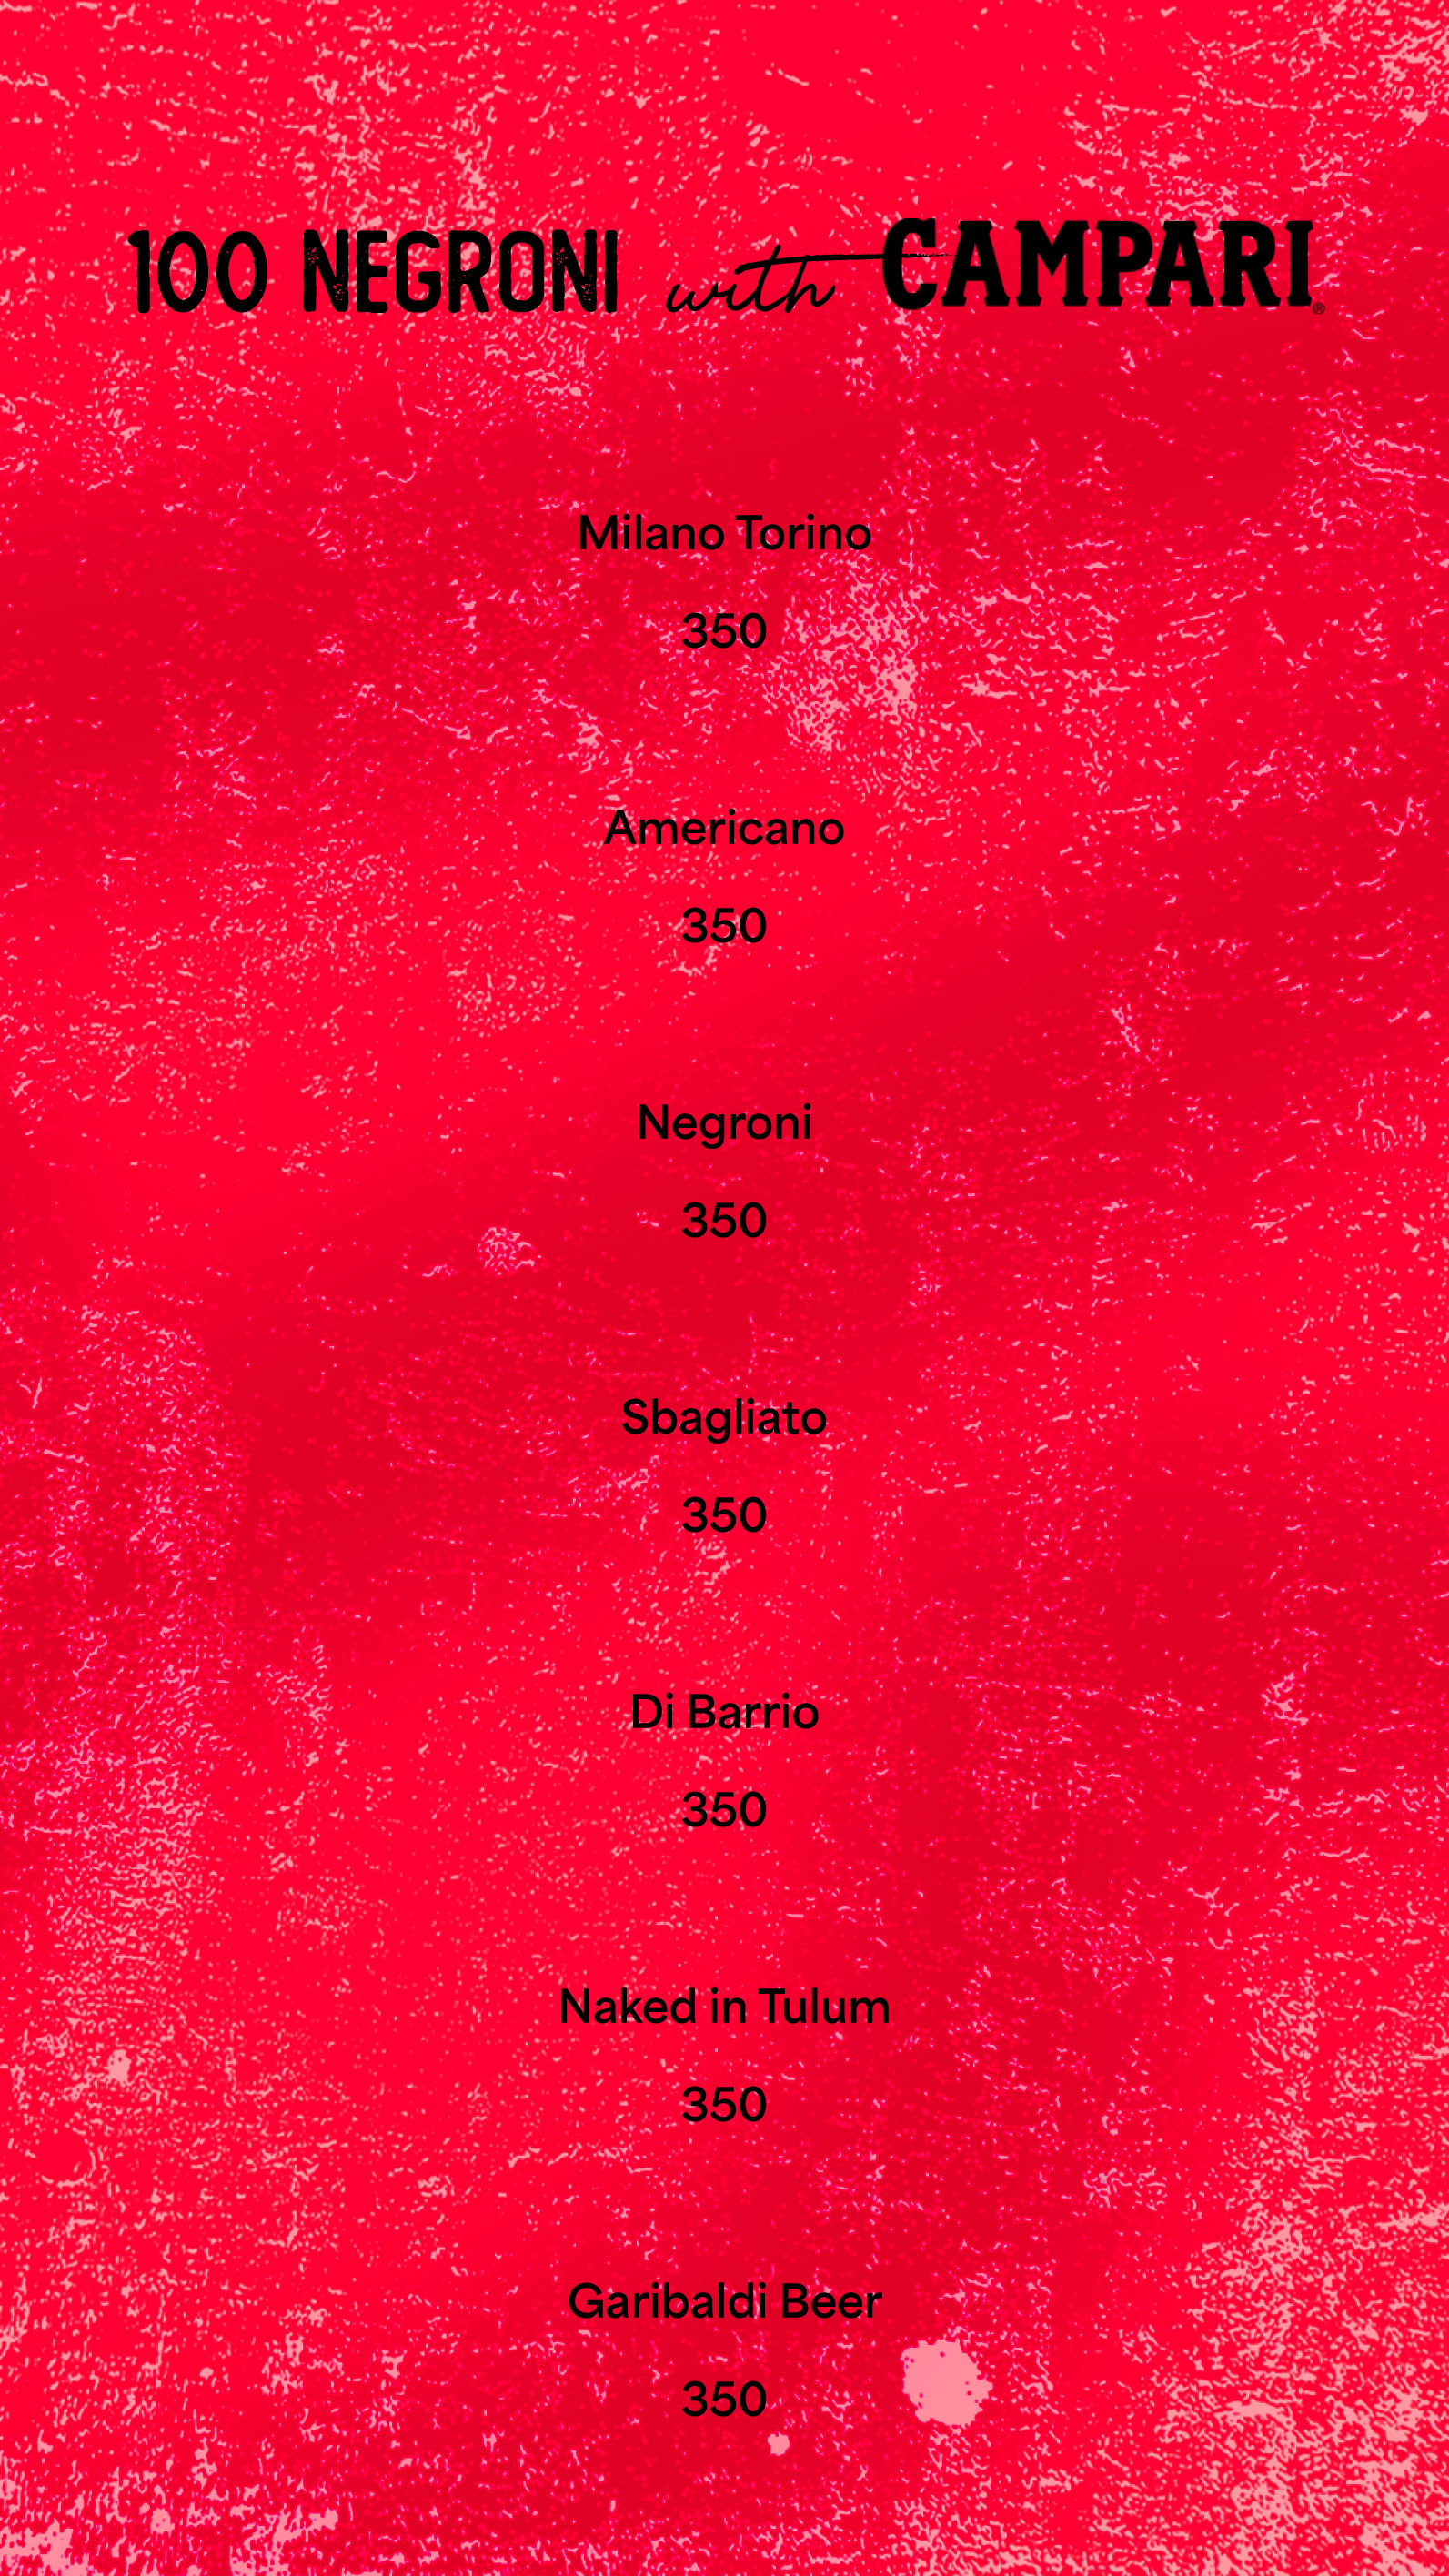 100 NEGRONI with CAMPARI®
Milano Torino
350
Americano
350
Negroni
350
Sbagliato
350
Di Barrio
350
Naked in Tulum
350
Garibaldi Beer
350